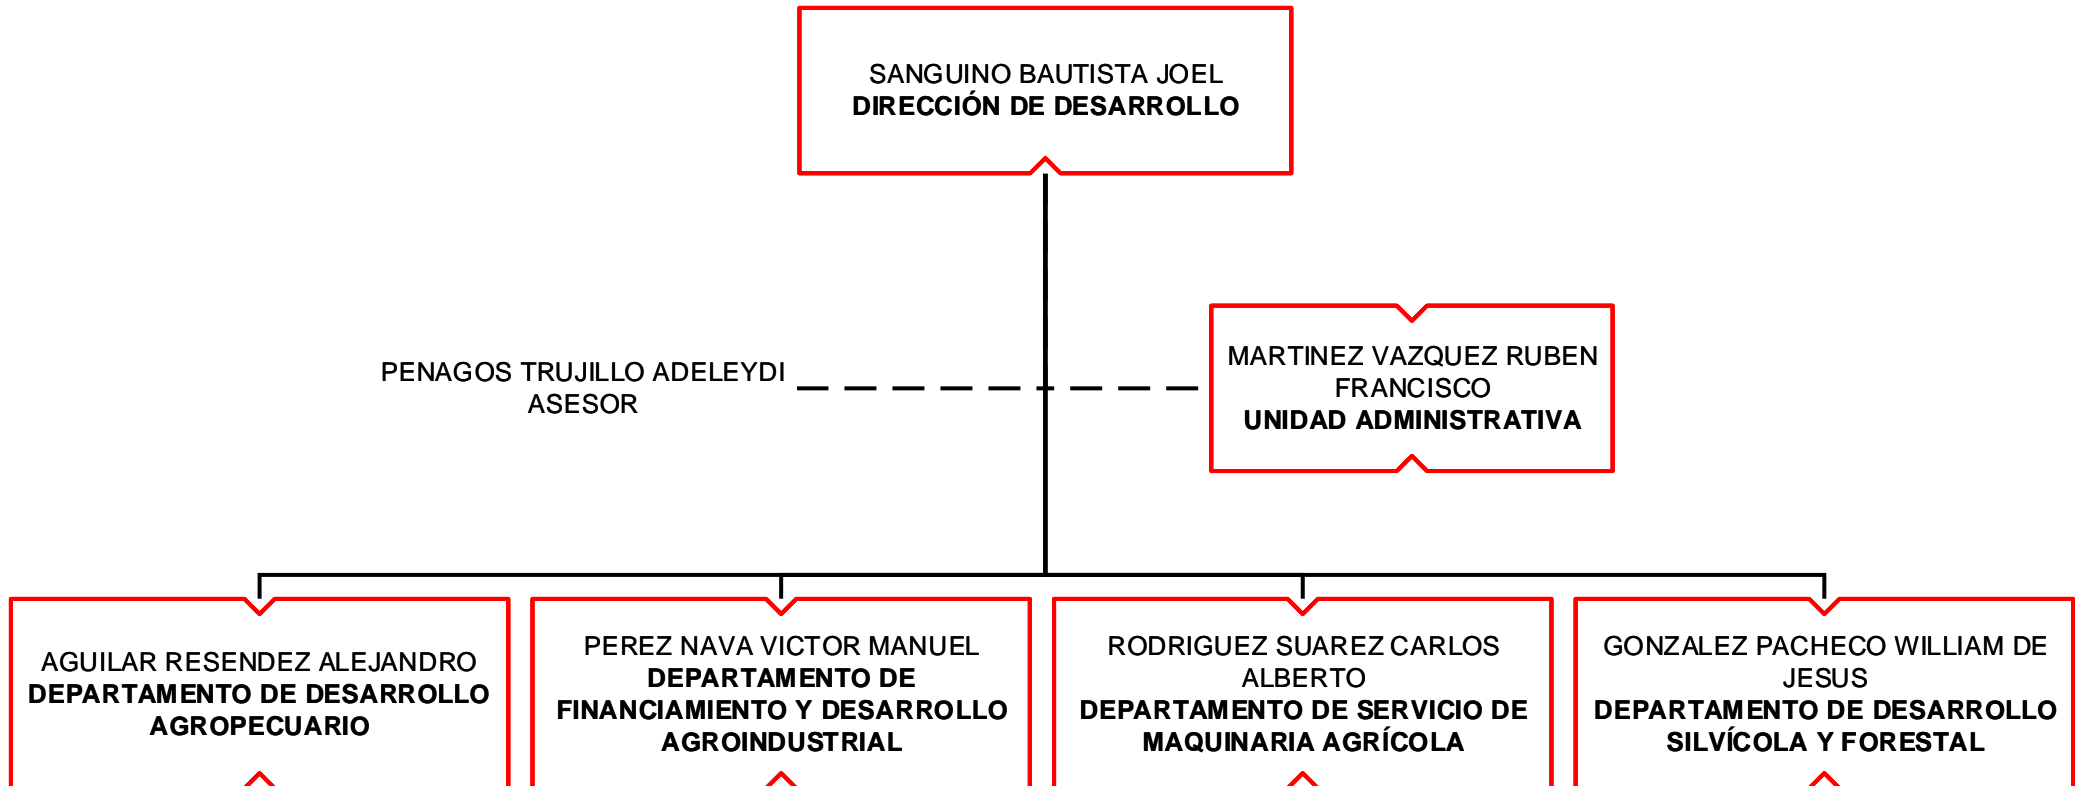 SANGUINO BAUTISTA JOEL
DIRECCIÓN DE DESARROLLO
PENAGOS TRUJILLO ADELEYDI
ASESOR
MARTINEZ VAZQUEZ RUBEN
FRANCISCO
UNIDAD ADMINISTRATIVA
AGUILAR RESENDEZ ALEJANDRO
DEPARTAMENTO DE DESARROLLO
AGROPECUARIO
PEREZ NAVA VICTOR MANUEL
DEPARTAMENTO DE
FINANCIAMIENTO Y DESARROLLO
AGROINDUSTRIAL
RODRIGUEZ SUAREZ CARLOS
ALBERTO
DEPARTAMENTO DE SERVICIO DE
MAQUINARIA AGRÍCOLA
GONZALEZ PACHECO WILLIAM DE
JESUS
DEPARTAMENTO DE DESARROLLO
SILVÍCOLA Y FORESTAL